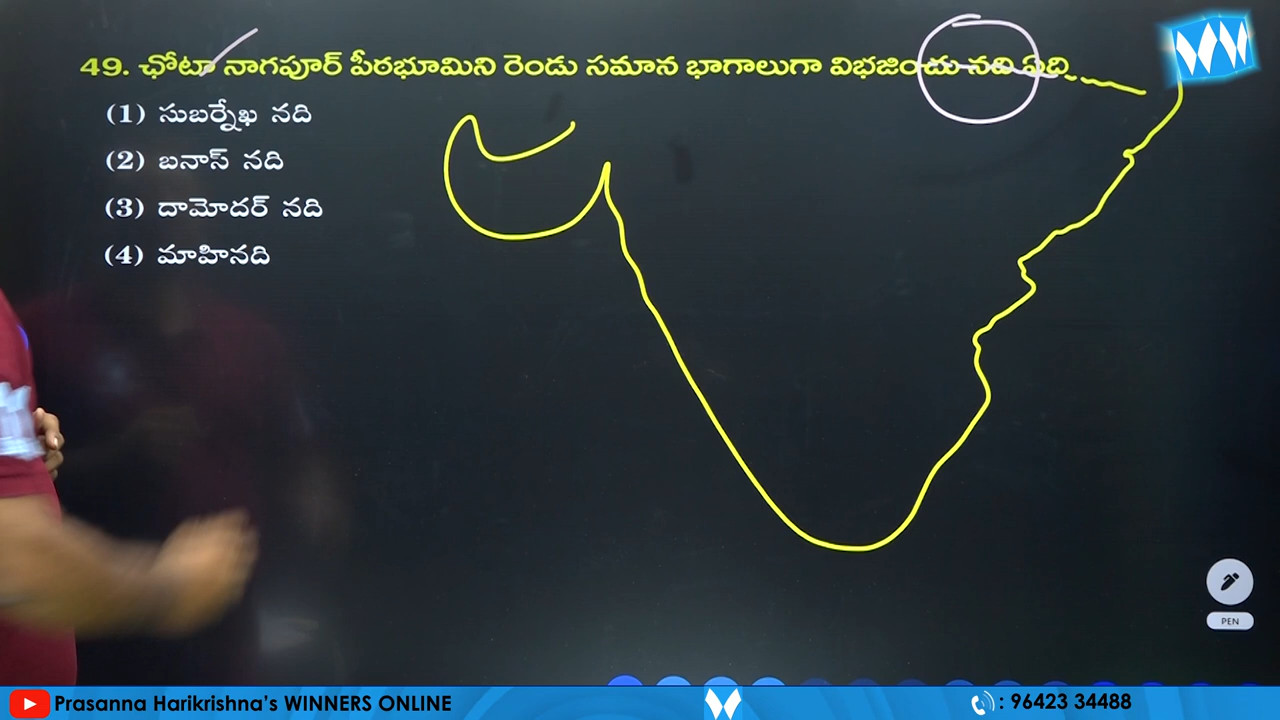 49. ఛోటా నాగపూర్ పీఠభూమిని రెండు సమాన భాగాలుగా విభజించు నది ఏది.
(1) సుబర్నేఖ నది
(2) బనాస్ నది
(3) దామోదర్ నది
(4) మాహినది
PEN
Prasanna Harikrishna's WINNERS ONLINE
: 96423 34488